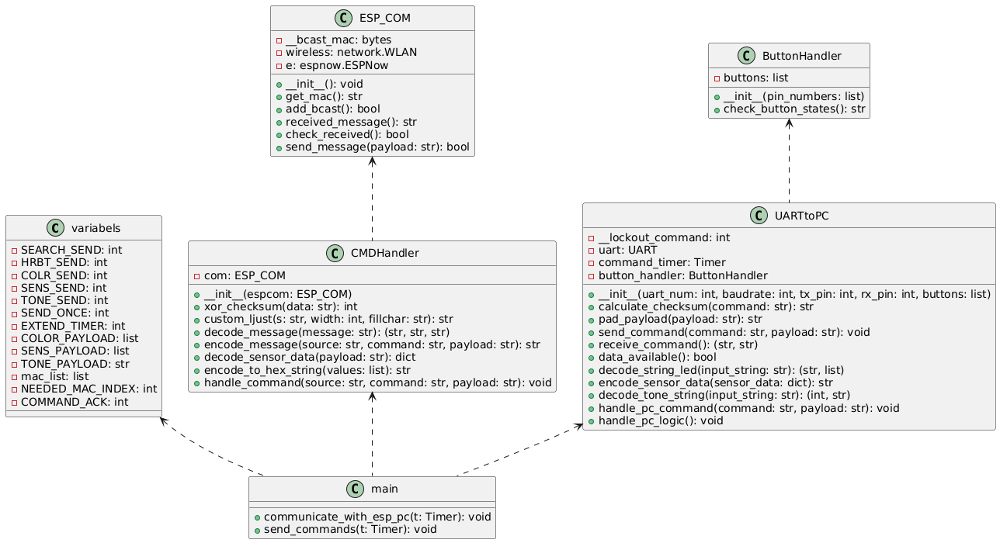 C ESP_COM
__bcast_mac: bytes
wireless: network.WLAN
e: espnow.ESPNow
__init__(): void
get_mac(): str
add_bcast(): bool
received_message(): str
check_received(): bool
send_message(payload: str): bool
C ButtonHandler
buttons: list
__init__(pin_numbers: list)
check_button_states(): str
C variabels
SEARCH_SEND: int
HRBT_SEND: int
COLR_SEND: int
SENS_SEND: int
TONE_SEND: int
SEND_ONCE: int
EXTEND_TIMER: int
COLOR_PAYLOAD: list
SENS_PAYLOAD: list
TONE_PAYLOAD: str
mac_list: list
NEEDED_MAC_INDEX: int
COMMAND_ACK: int
C CMDHandler
com: ESP_COM
__init__(espcom: ESP_COM)
xor_checksum(data: str): int
custom_ljust(s: str, width: int, fillchar: str): str
decode_message(message: str): (str, str, str)
encode_message(source: str, command: str, payload: str): str
decode_sensor_data(payload: str): dict
encode_to_hex_string(values: list): str
handle_command(source: str, command: str, payload: str): void
C UARTtoPC
__lockout_command: int
uart: UART
command_timer: Timer
button_handler: ButtonHandler
__init__(uart_num: int, baudrate: int, tx_pin: int, rx_pin: int, buttons: list)
calculate_checksum(command: str): str
pad_payload(payload: str): str
send_command(command: str, payload: str): void
receive_command(): (str, str)
data_available(): bool
decode_string_led(input_string: str): (str, list)
encode_sensor_data(sensor_data: dict): str
decode_tone_string(input_string: str): (int, str)
handle_pc_command(command: str, payload: str): void
handle_pc_logic(): void
C main
communicate_with_esp_pc(t: Timer): void
send_commands(t: Timer): void